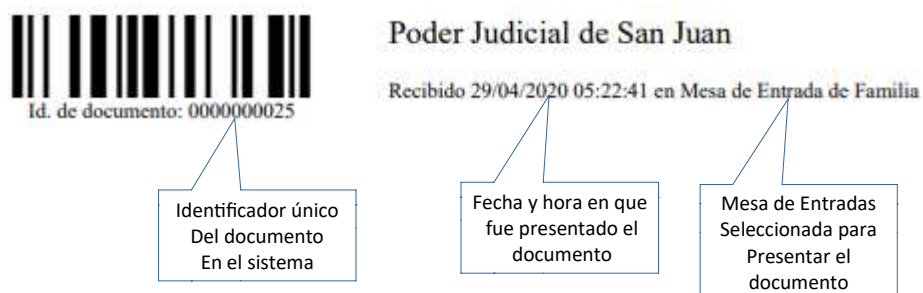 Poder Judicial de San Juan
Recibido 29/04/2020 05:22:41 en Mesa de Entrada de Familia
Id. de documento: 0000000025
Identificador único
Del documento
En el sistema
Fecha y hora en que
fue presentado el
documento
Mesa de Entradas
Seleccionada para
Presentar el
documento